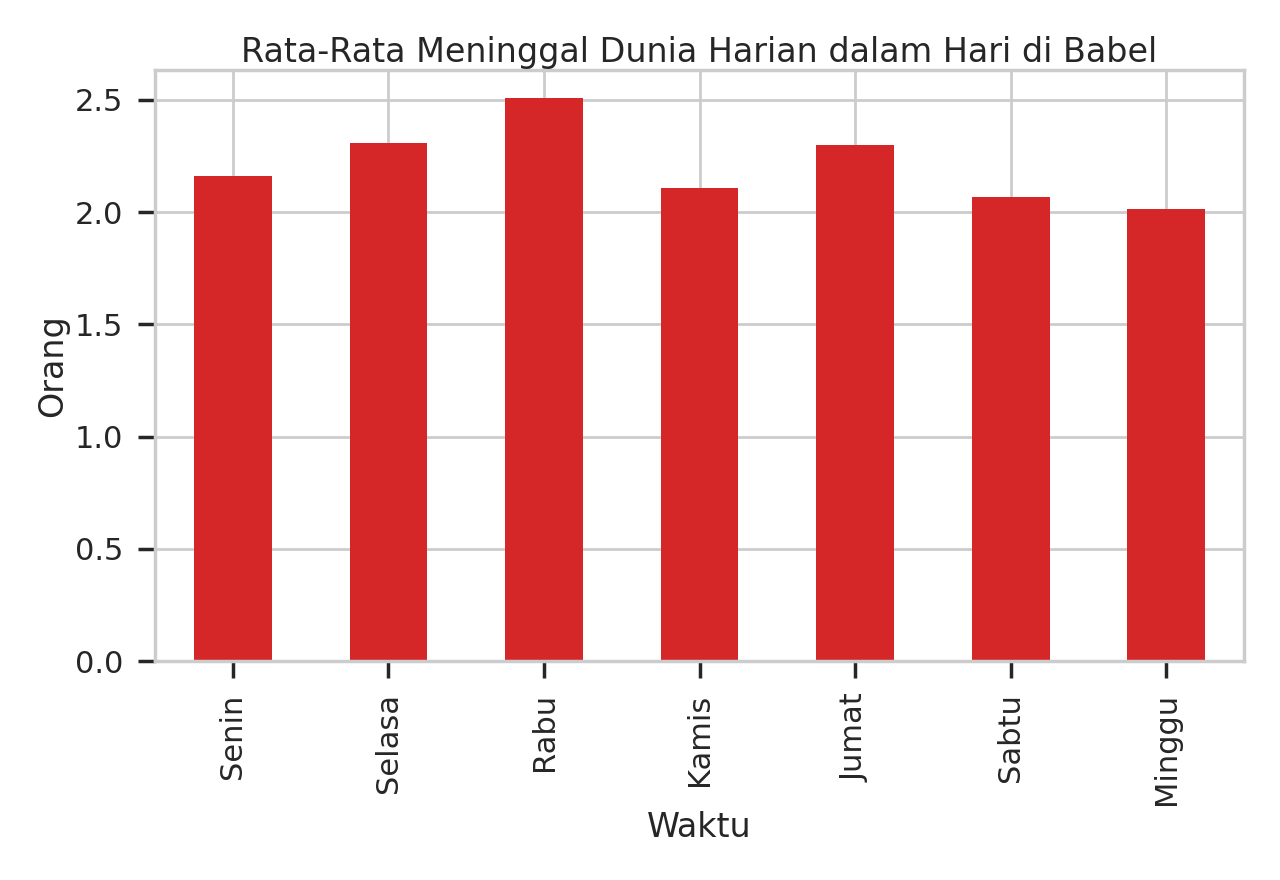 Rata-Rata Meninggal Dunia Harian dalam Hari di Babel
Orang
2.5
2.0
1.5
1.0
0.5
0.0
Senin
Selasa
Rabu
Kamis
Jumat
Sabtu
Minggu
Waktu